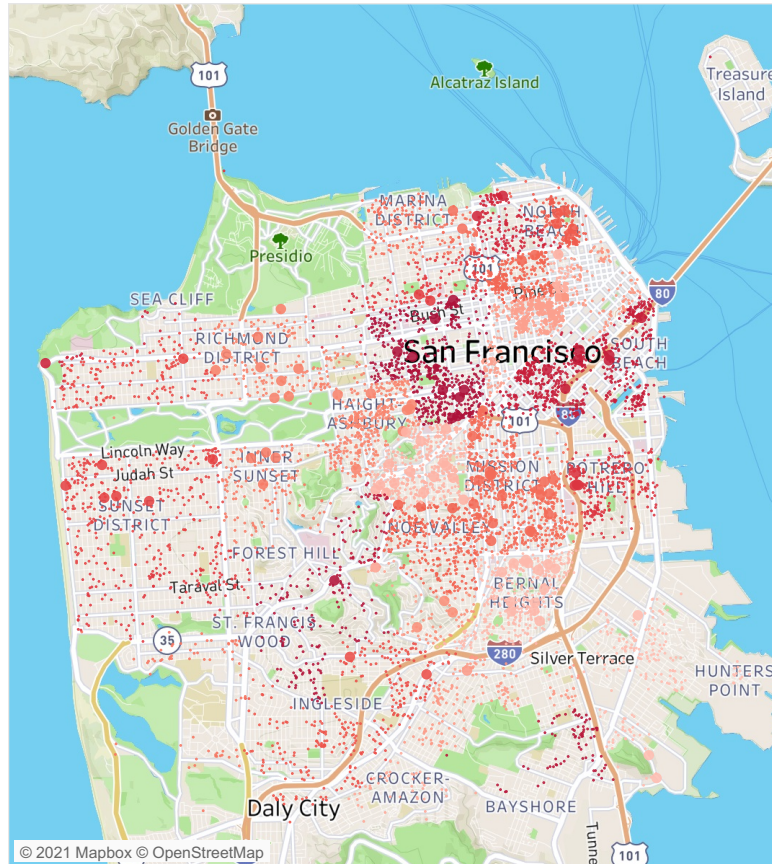 Treasure
Island
101
Alcatraz Island
Golden Gate
Bridge
MARINA
DISTRICT
NORTH
BEACH
Presidio
101
Pine
80
SEA CLIFF
Bush St
RICHMOND
DISTRICT
San Francisco
SOUTH
BEACH
HAIGHT
ASHBURY
101
80
Lincoln Way
Judah St
INNER
SUNSET
MISSION
DISTRICT
POTRERO
HILL
SUNSET
DISTRICT
NOE VALLEY
FOREST HILL
Taraval St
BERNAL
HEIGHTS
ST. FRANCIS
WOOD
35
280
Silver Terrace
HUNTERS
POINT
INGLESIDE
CROCKER-
AMAZON
Daly City
BAYSHORE
Tunne
101
© 2021 Mapbox © OpenStreetMap